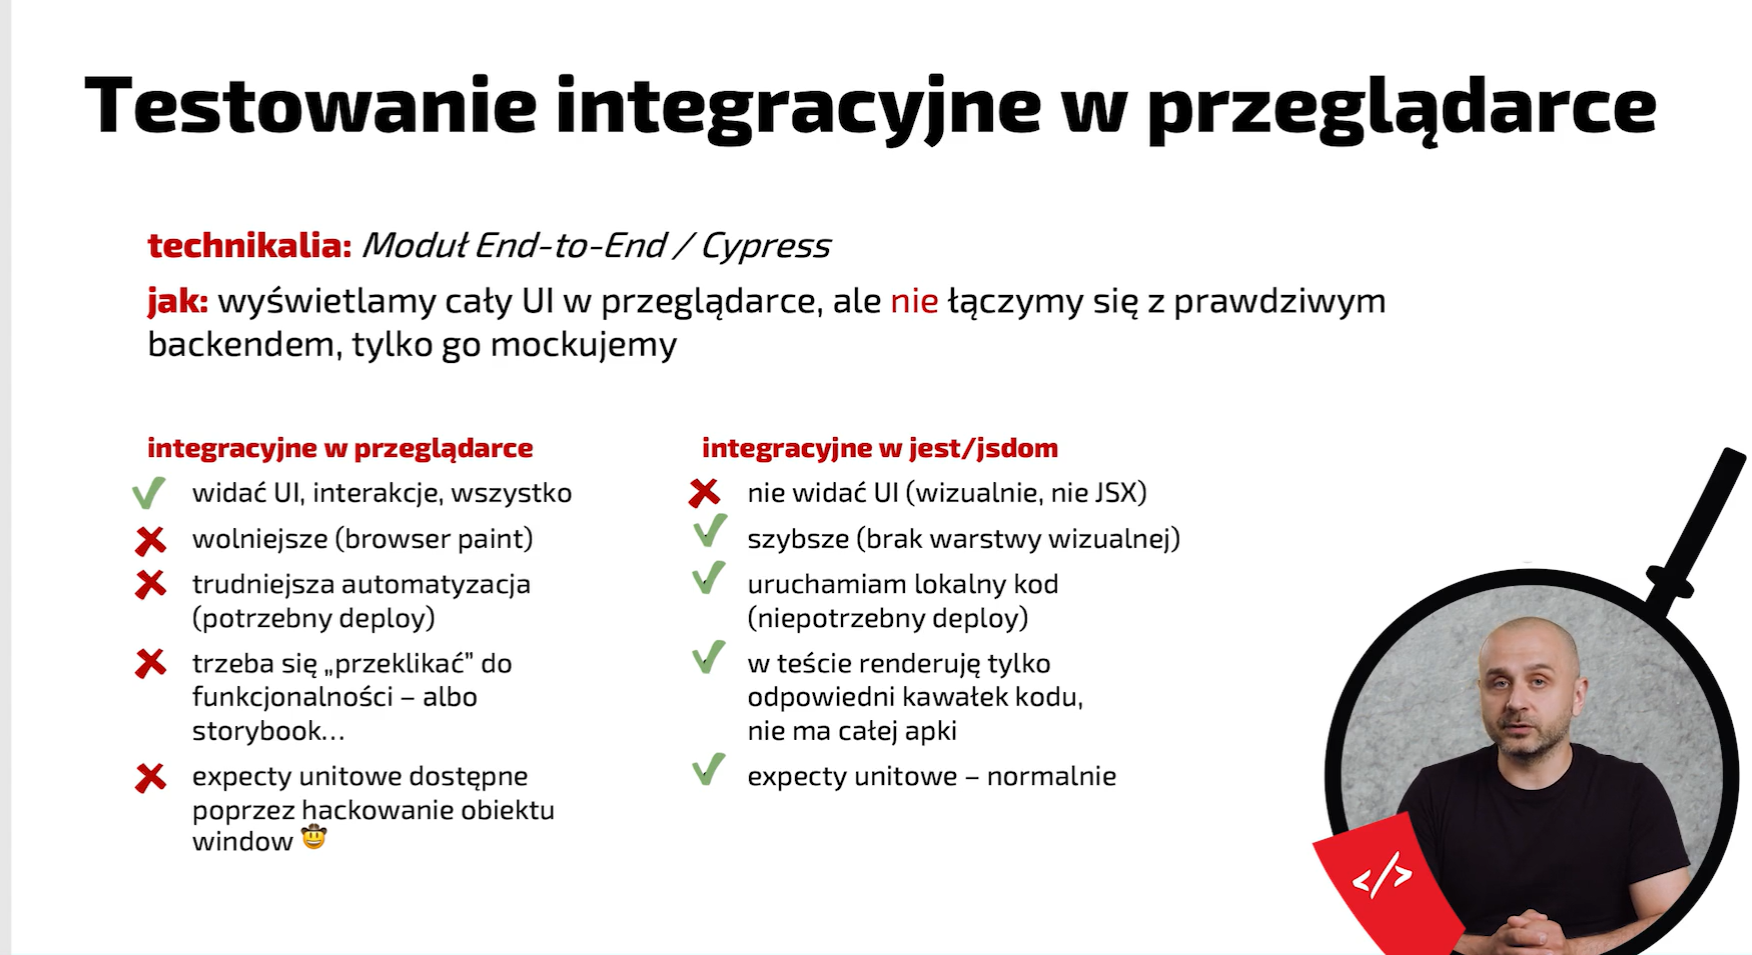 Testowanie integracyjne w przeglądarce
technikalia: Moduł End-to-End / Cypress
jak: wyświetlamy cały UI w przeglądarce, ale nie łączymy się z prawdziwym
backendem, tylko go mockujemy
integracyjne w przeglądarce
widać UI, interakcje, wszystko
wolniejsze (browser paint)
trudniejsza automatyzacja
(potrzebny deploy)
trzeba się „przeklikać” do
funkcjonalności – albo
storybook...
expecty unitowe dostępne
poprzez hackowanie obiektu
window 🤠
integracyjne w jest/jsdom
nie widać UI (wizualnie, nie JSX)
szybsze (brak warstwy wizualnej)
uruchamiam lokalny kod
(niepotrzebny deploy)
w teście renderuję tylko
odpowiedni kawałek kodu,
nie ma całej apki
expecty unitowe – normalnie
</>